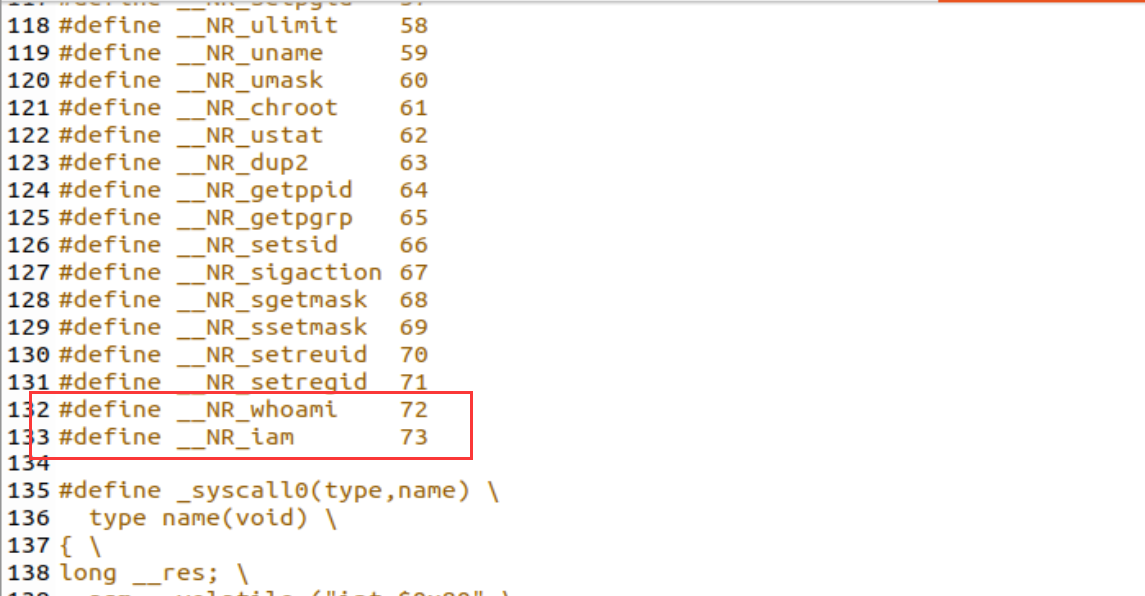 118 #define __NR_ulimit 58
119 #define __NR_uname 59
120 #define __NR_umask 60
121 #define __NR_chroot 61
122 #define __NR_ustat 62
123 #define __NR_dup2 63
124 #define __NR_getppid 64
125 #define __NR_getpgrp 65
126 #define __NR_setsid 66
127 #define __NR_sigaction 67
128 #define __NR_sgetmask 68
129 #define __NR_ssetmask 69
130 #define __NR_setreuid 70
131 #define __NR_setregid 71
132 #define __NR_whoami 72
133 #define __NR_iam 73
134
135 #define _syscall0(type,name) \
136 type name(void) \
137 { \
138 long __res; \